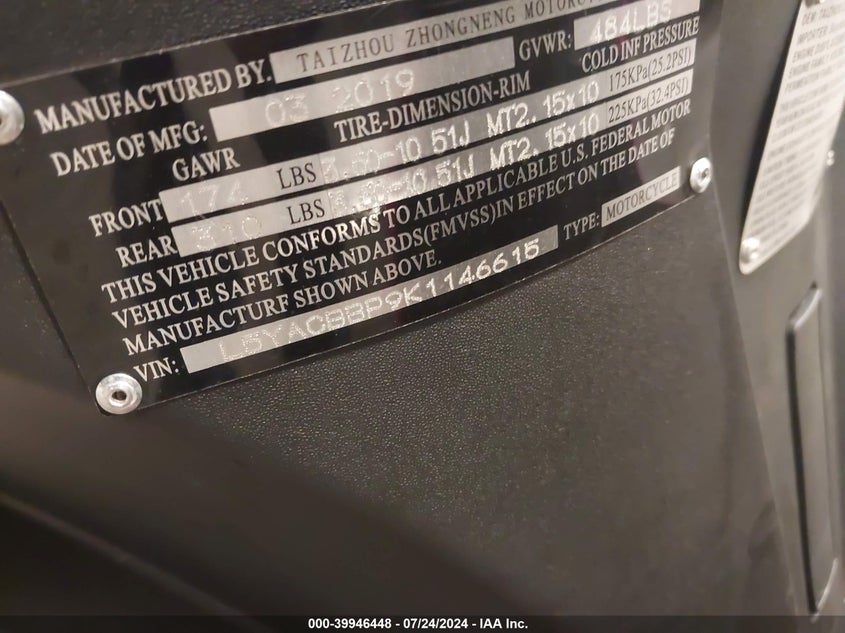 MANUFACTURED BY. TAIZHOU ZHONGNENG
DATE OF MFG: 03 2019 GVWR: 484LBS
GAWR TIRE-DIMENSION-RIM COLD INF PRESSURE
FRONT 174 LBS 3.50-10 51J MT2.15x10 175KPa(25.2PSI)
REAR 310 LBS 3.50-10 51J MT2.15x10 225KPa(32.4PSI)
THIS VEHICLE CONFORMS TO ALL APPLICABLE U.S. FEDERAL MOTOR
VEHICLE SAFETY STANDARDS(FMVSS)IN EFFECT ON THE DATE OF
MANUFACTURF SHOWN ABOVE.
VIN: L5YACBBP9K1146615 TYPE: MOTORCYCLE
000-39946448 - 07/24/2024 - IAA Inc.